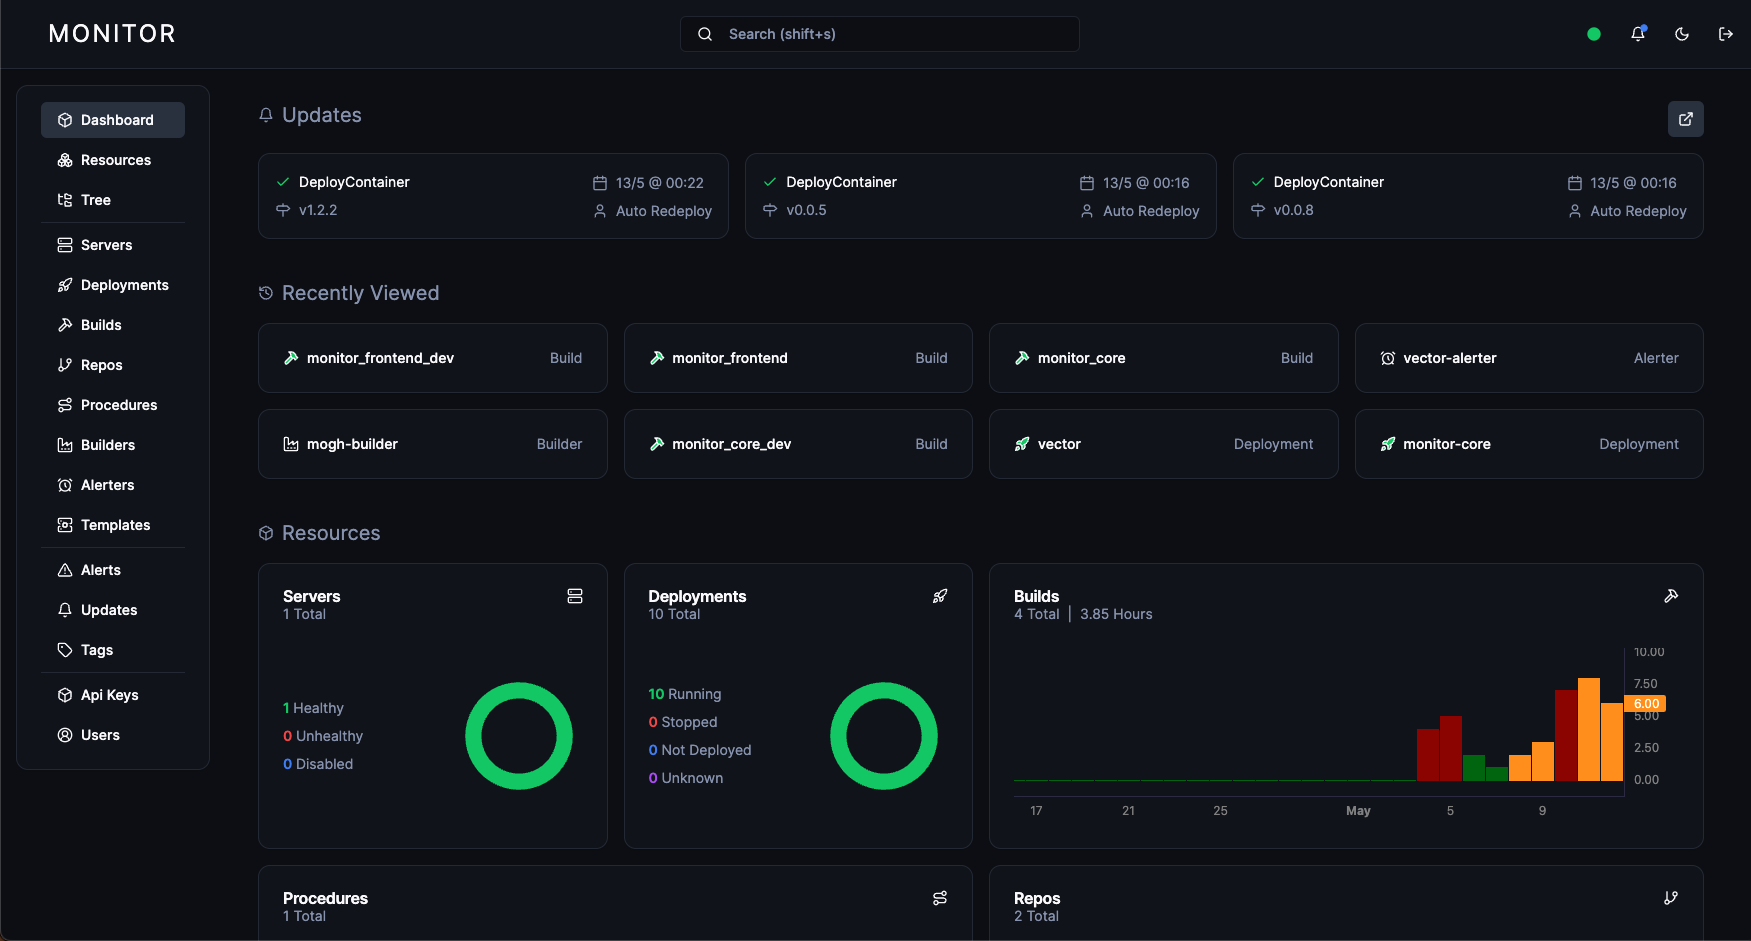 MONITOR
Search (shift+s)
Dashboard
Resources
Tree
Servers
Deployments
Builds
Repos
Procedures
Builders
Alerters
Templates
Alerts
Updates
Tags
Api Keys
Users
Updates
DeployContainer
13/5 @ 00:22
v1.2.2
Auto Redeploy
DeployContainer
13/5 @ 00:16
v0.0.5
Auto Redeploy
DeployContainer
13/5 @ 00:16
v0.0.8
Auto Redeploy
Recently Viewed
monitor_frontend_dev Build
monitor_frontend Build
monitor_core Build
vector-alerter Alerter
mogh-builder Builder
monitor_core_dev Build
vector Deployment
monitor-core Deployment
Resources
Servers
1 Total
1 Healthy
0 Unhealthy
0 Disabled
Deployments
10 Total
10 Running
0 Stopped
0 Not Deployed
0 Unknown
Builds
4 Total | 3.85 Hours
10.00
7.50
6.00
5.00
2.50
0.00
17 21 25 May 5 9
Procedures
1 Total
Repos
2 Total